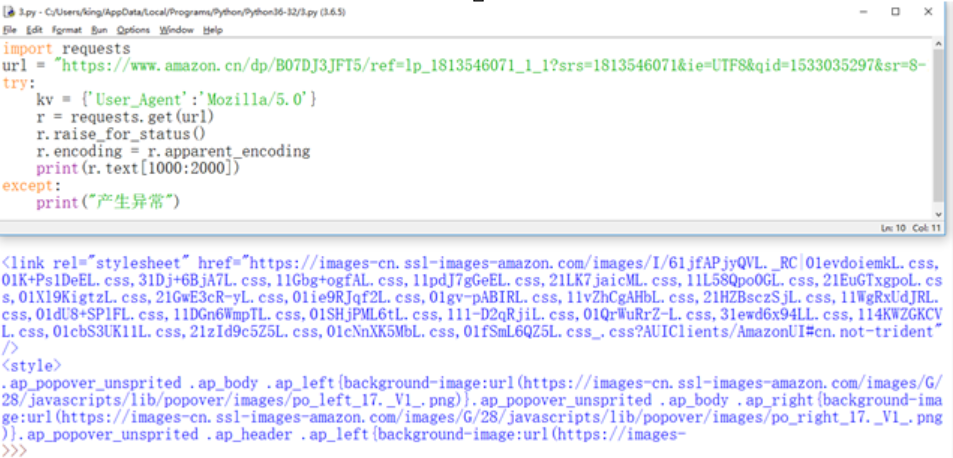 3.py - C:/Users/king/AppData/Local/Programs/Python/Python36-32/3.py (3.6.5)
File Edit Format Run Options Window Help
import requests
url = "https://www.amazon.cn/dp/B07DJ3JFT5/ref=lp_1813546071_1_1?srs=1813546071&ie=UTF8&qid=1533035297&sr=8-
try:
    kv = {'User_Agent':'Mozilla/5.0'}
    r = requests.get(url)
    r.raise_for_status()
    r.encoding = r.apparent_encoding
    print(r.text[1000:2000])
except:
    print("产生异常")
Ln: 10 Col: 11
<link rel="stylesheet" href="https://images-cn.ssl-images-amazon.com/images/I/61jfAPjyQVL._RC|01evdoiemkL.css,
01K+Ps1DeEL.css,31Dj+6BjA7L.css,11Gbg+ogfAL.css,11pdJ7gGeEL.css,21LK7jaicML.css,11L58Qpo0GL.css,21EuGTxgpoL.cs
s,01Xl9KigtzL.css,21GwE3cR-yL.css,01ie9RJqf2L.css,01gv-pABIRL.css,11vZhCgAHbL.css,21HZBsczSjL.css,11WgRxUdJRL.
css,01dU8+SPlFL.css,11DGn6WmpTL.css,01SHjPML6tL.css,111-D2qRjiL.css,01QrWuRrZ-L.css,31ewd6x94LL.css,114KWZGKCV
L.css,01cbS3UK11L.css,21zId9c5Z5L.css,01cNnXK5MbL.css,01fSmL6QZ5L.css_.css?AUIClients/AmazonUI#cn.not-trident"
/>
<style>
.ap_popover_unsprited .ap_body .ap_left{background-image:url(https://images-cn.ssl-images-amazon.com/images/G/
28/javascripts/lib/popover/images/po_left_17._V1_.png)}.ap_popover_unsprited .ap_body .ap_right{background-ima
ge:url(https://images-cn.ssl-images-amazon.com/images/G/28/javascripts/lib/popover/images/po_right_17._V1_.png
)}.ap_popover_unsprited .ap_header .ap_left{background-image:url(https://images-
>>>